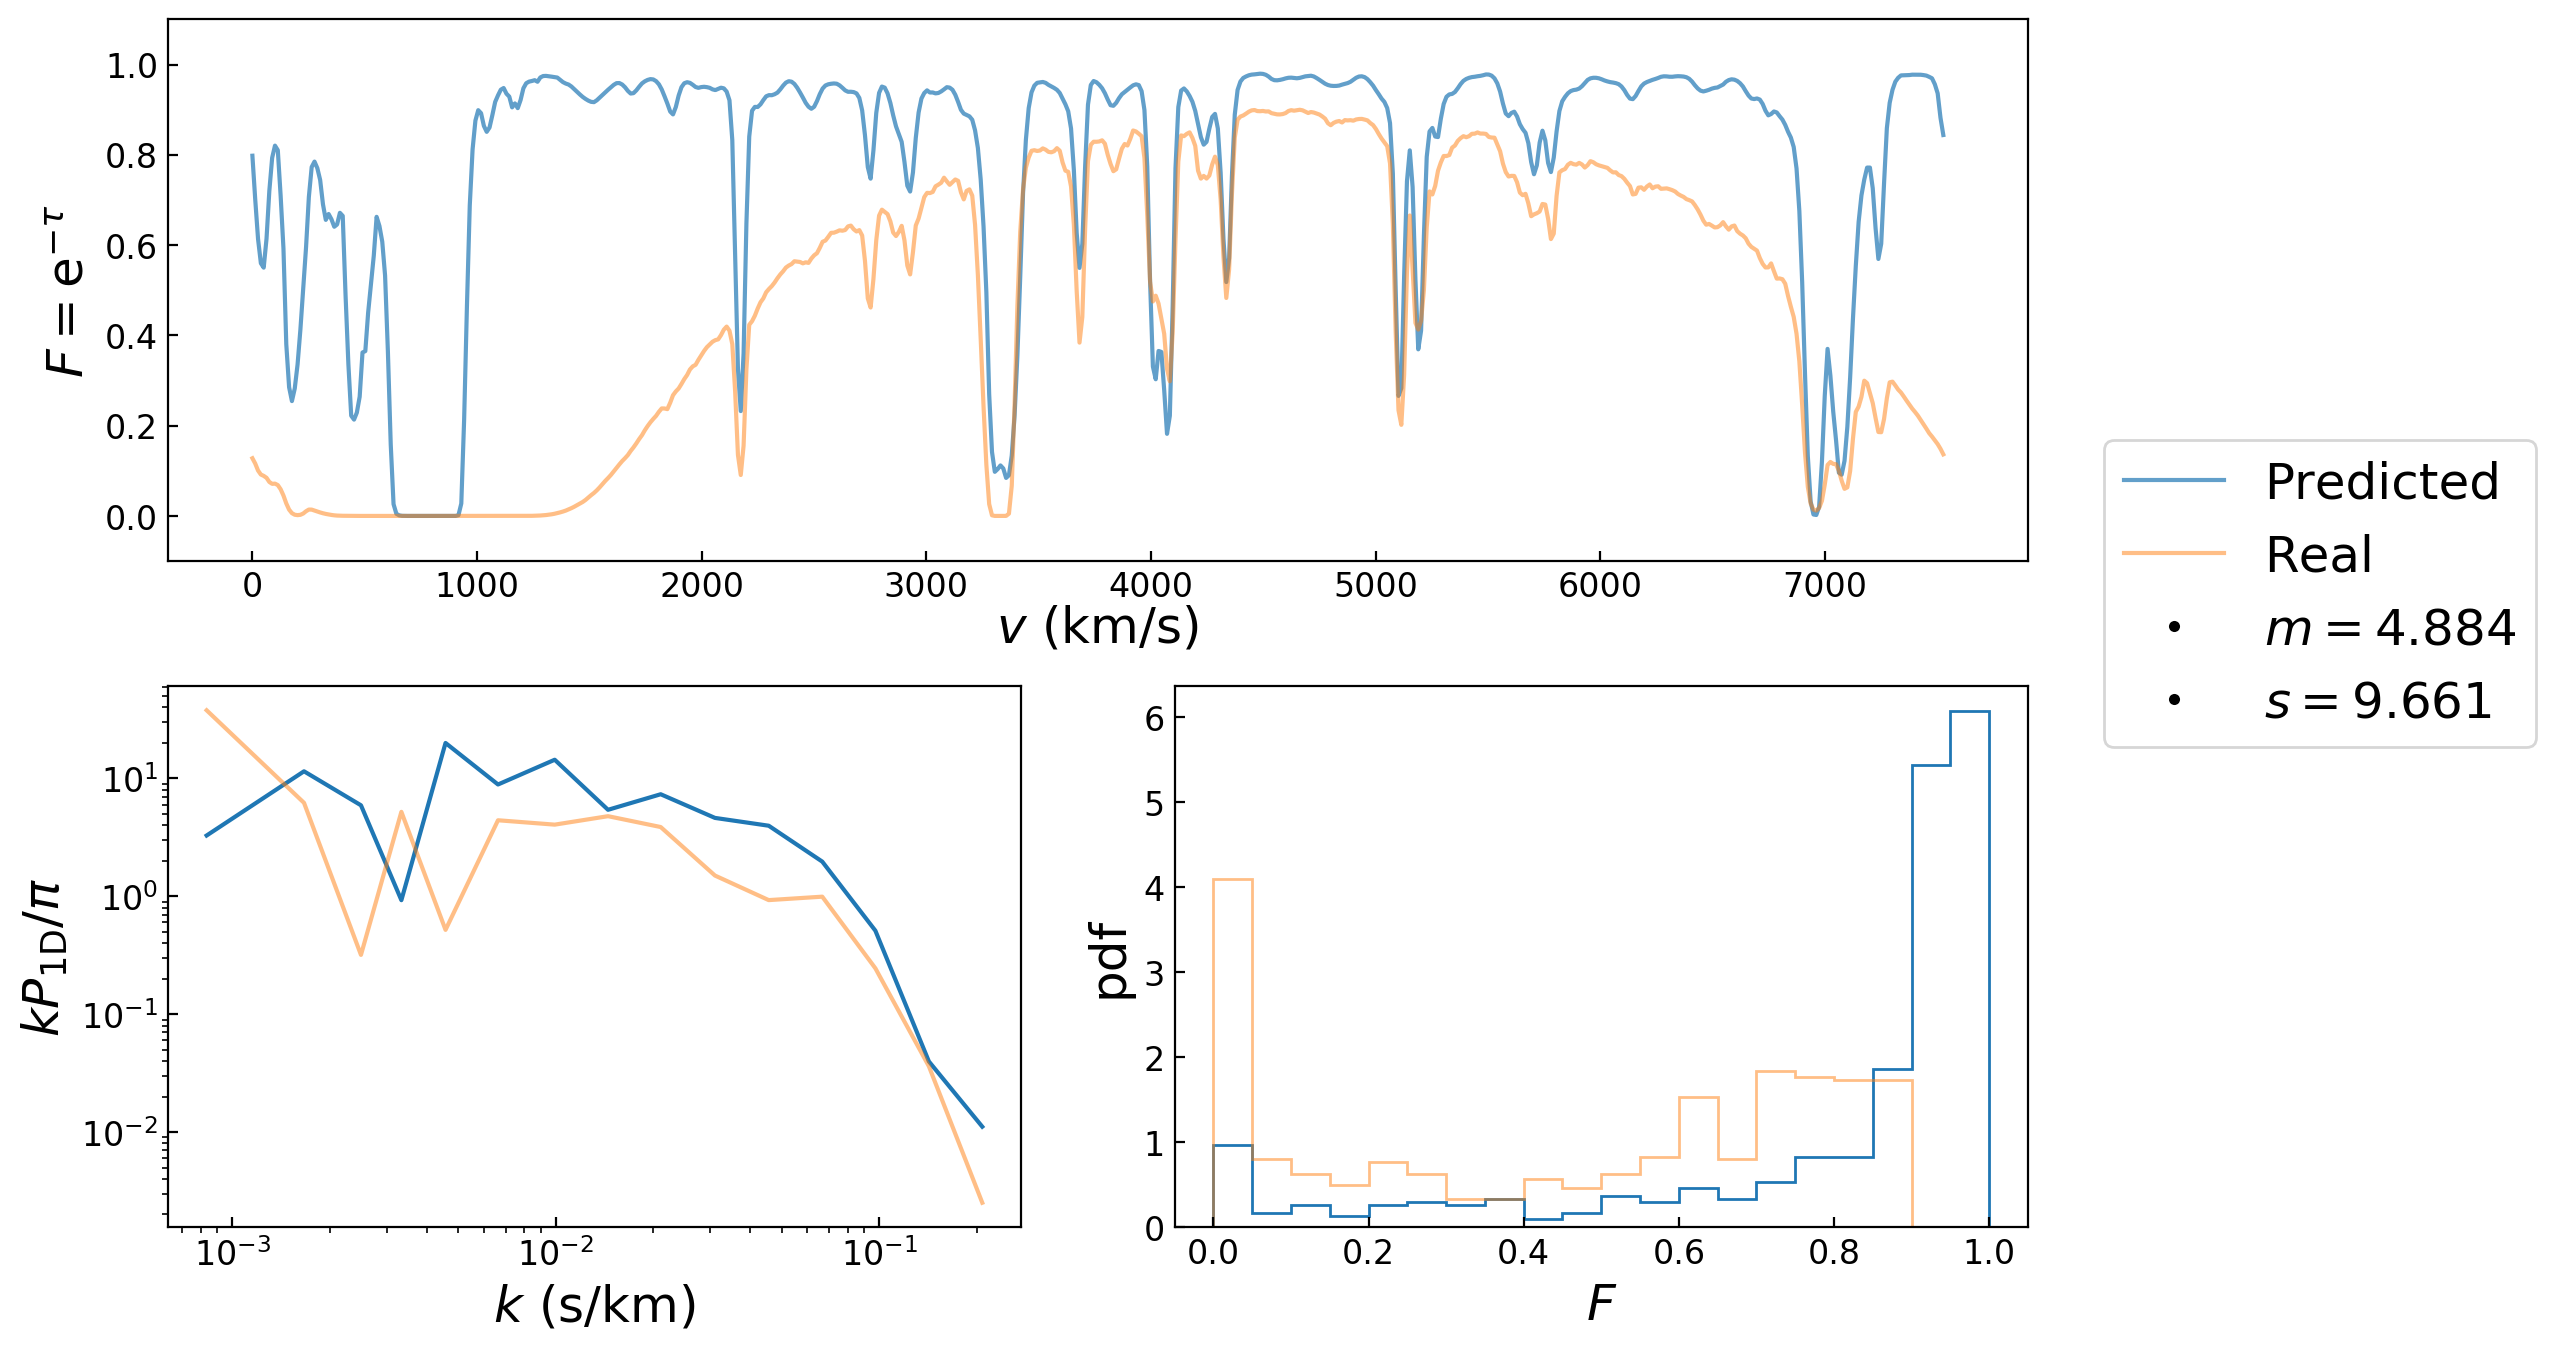 F = e^{−τ}
1.0
0.8
0.6
0.4
0.2
0.0
0 1000 2000 3000 4000 5000 6000 7000
v (km/s)
Predicted
Real
m = 4.884
s = 9.661
kP_{1D}/π
10^1
10^0
10^{−1}
10^{−2}
10^{−3} 10^{−2} 10^{−1}
k (s/km)
pdf
6
5
4
3
2
1
0
0.0 0.2 0.4 0.6 0.8 1.0
F